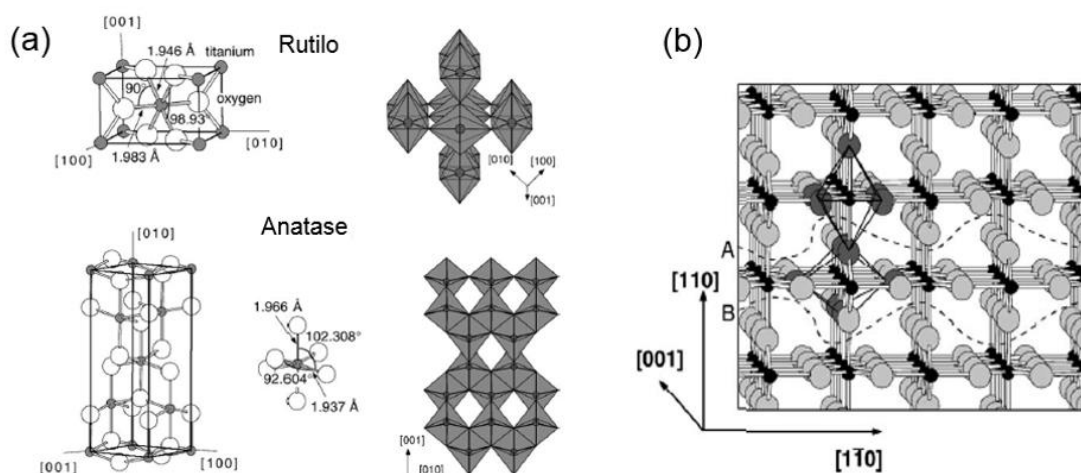 (a)
Rutilo
[001]
1.946 Å
titanium
90°
oxygen
98.93°
[100]
1.983 Å
[010]
[010]
[100]
[001]
Anatase
[010]
1.966 Å
102.308°
92.604°
1.937 Å
[001]
[100]
[001]
[010]
(b)
A
[110]
B
[001]
[11̄0]